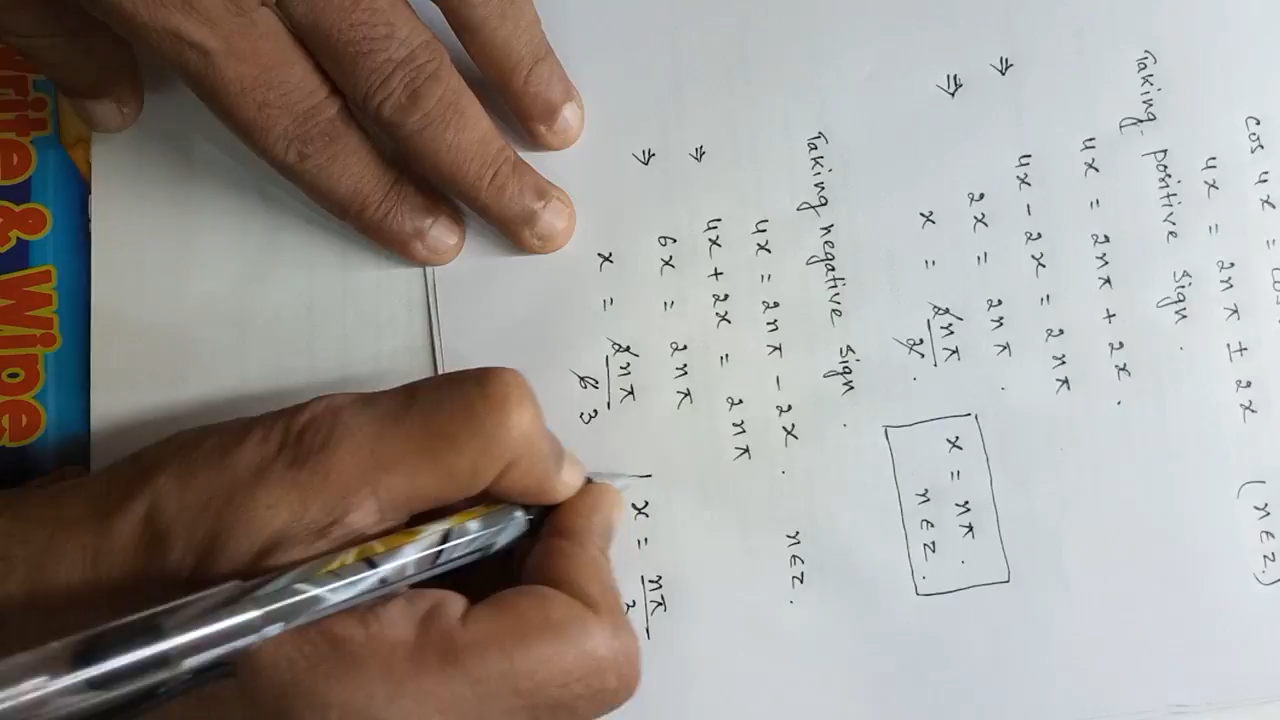 cos 4x =
4x = 2nπ ± 2x (n∈Z.)
Taking positive sign.
4x = 2nπ + 2x.
⇒ 4x - 2x = 2nπ
⇒ 2x = 2nπ.
x = 2nπ/2. x = nπ. n∈Z.
Taking negative sign.
4x = 2nπ - 2x. n∈Z.
⇒ 4x + 2x = 2nπ
⇒ 6x = 2nπ
x = 2nπ/6 3 x = nπ
& Wipe